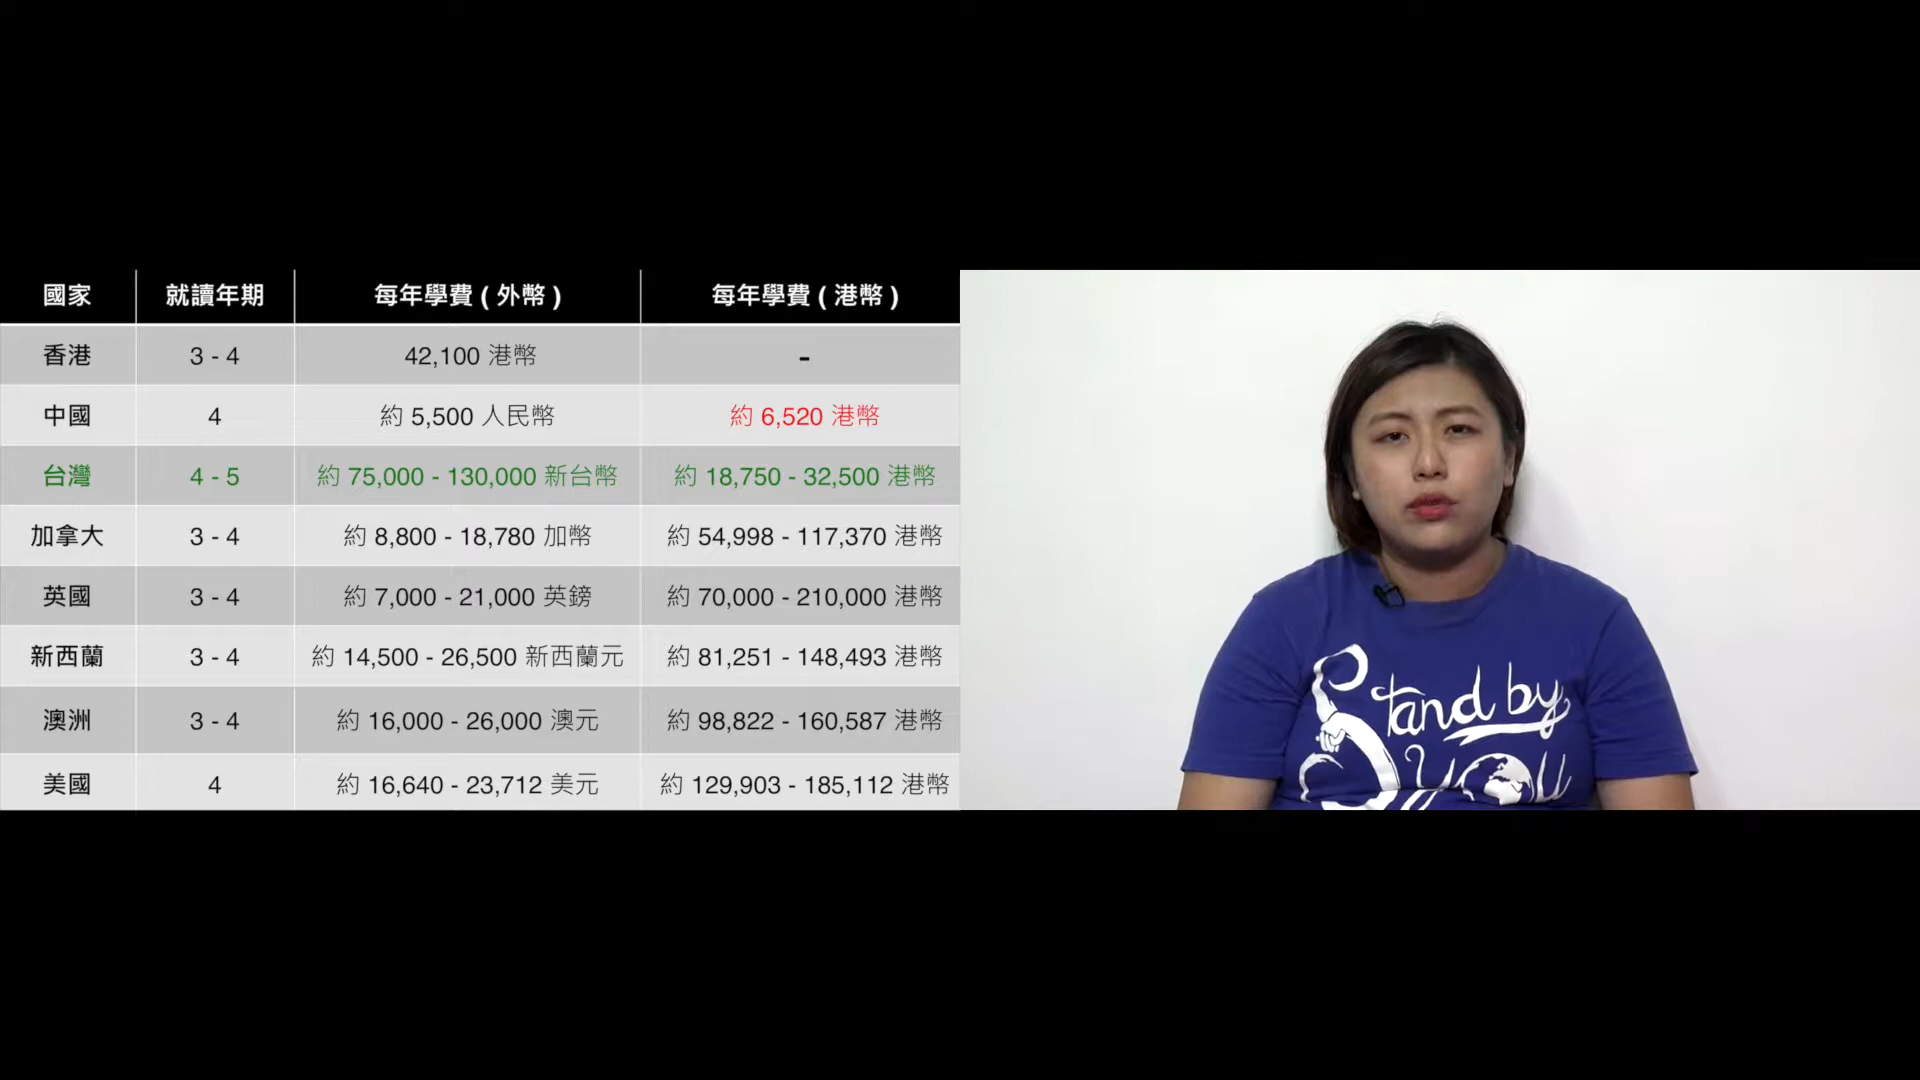 國家 就讀年期 每年學費 ( 外幣 ) 每年學費 ( 港幣 )
香港 3 - 4 42,100 港幣 -
中國 4 約 5,500 人民幣 約 6,520 港幣
台灣 4 - 5 約 75,000 - 130,000 新台幣 約 18,750 - 32,500 港幣
加拿大 3 - 4 約 8,800 - 18,780 加幣 約 54,998 - 117,370 港幣
英國 3 - 4 約 7,000 - 21,000 英鎊 約 70,000 - 210,000 港幣
新西蘭 3 - 4 約 14,500 - 26,500 新西蘭元 約 81,251 - 148,493 港幣
澳洲 3 - 4 約 16,000 - 26,000 澳元 約 98,822 - 160,587 港幣
美國 4 約 16,640 - 23,712 美元 約 129,903 - 185,112 港幣
Stand by
you